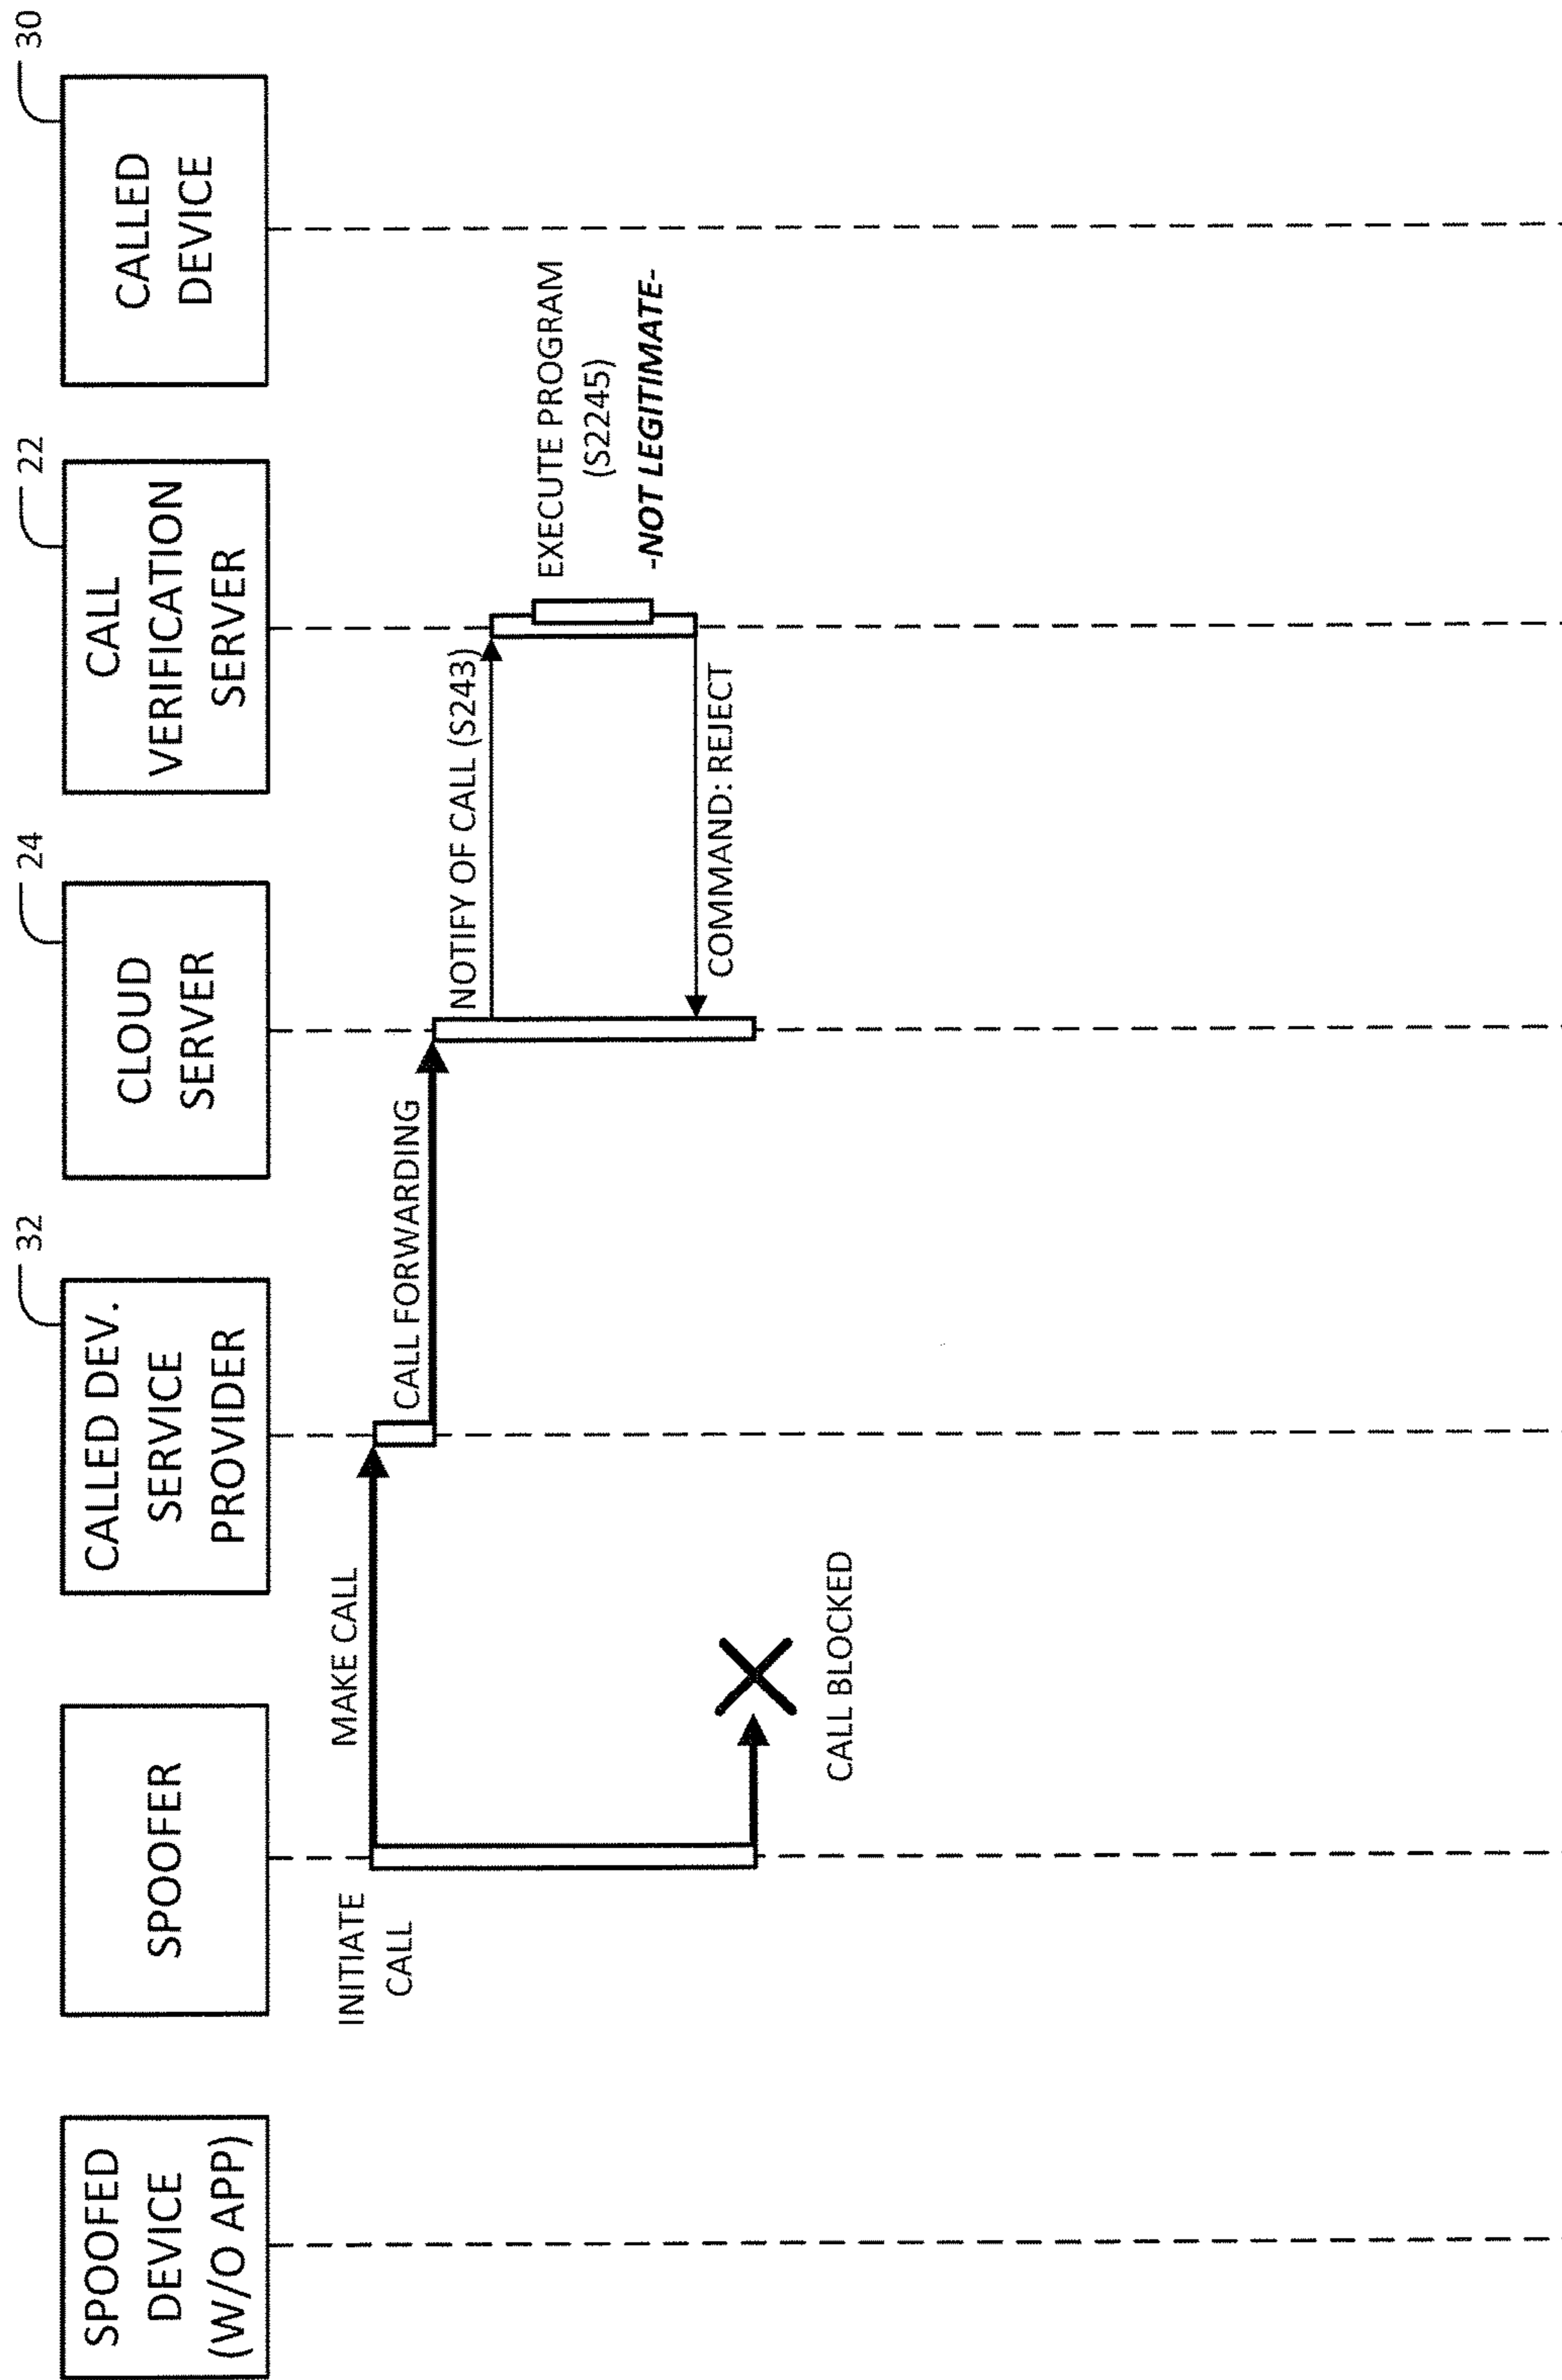 SPOOFED
DEVICE
(W/O APP)
SPOOFER
CALLED DEV.
SERVICE
PROVIDER
32
CLOUD
SERVER
24
CALL
VERIFICATION
SERVER
22
CALLED
DEVICE
30
INITIATE
CALL
MAKE CALL
CALL FORWARDING
NOTIFY OF CALL (S243)
EXECUTE PROGRAM
(S2245)
-NOT LEGITIMATE-
COMMAND: REJECT
CALL BLOCKED